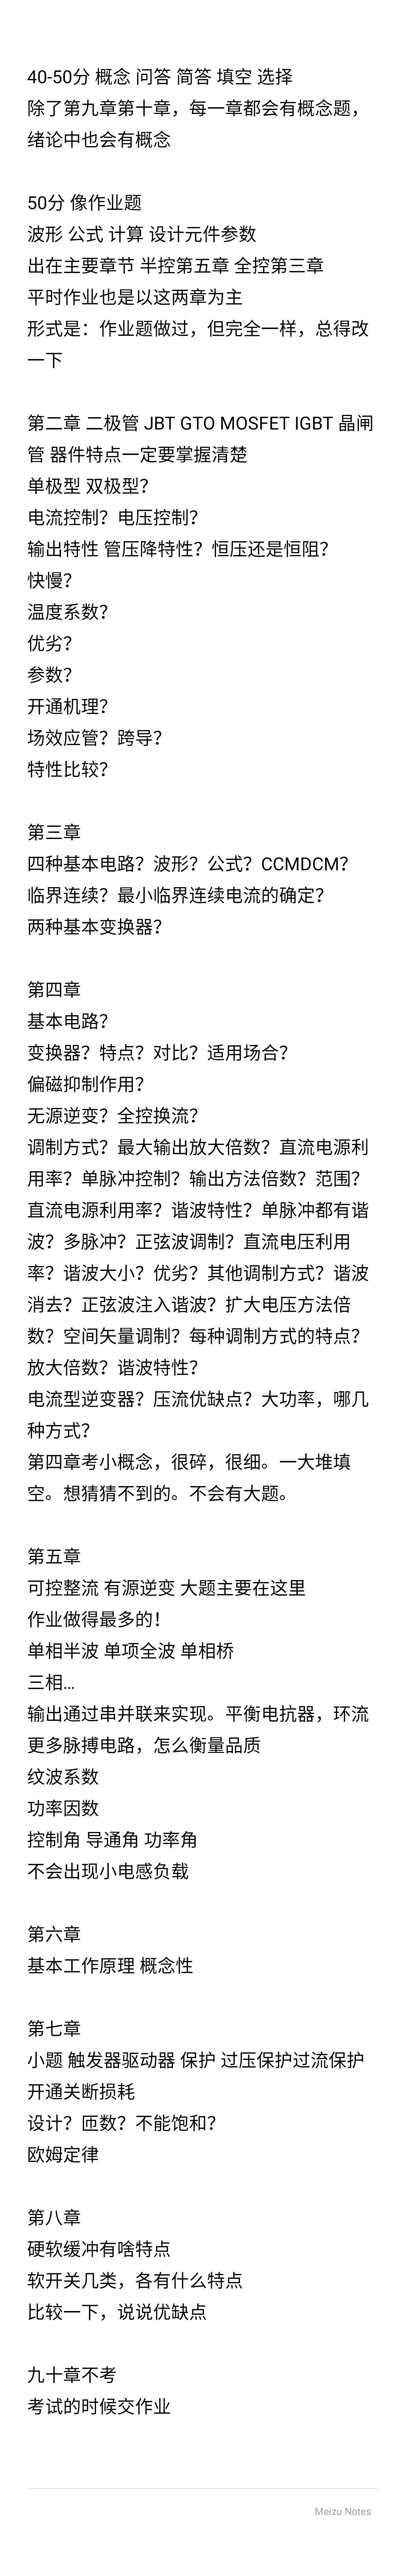 40-50分 概念 问答 简答 填空 选择
除了第九章第十章，每一章都会有概念题，
绪论中也会有概念
50分 像作业题
波形 公式 计算 设计元件参数
出在主要章节 半控第五章 全控第三章
平时作业也是以这两章为主
形式是：作业题做过，但完全一样，总得改
一下
第二章 二极管 JBT GTO MOSFET IGBT 晶闸
管 器件特点一定要掌握清楚
单极型 双极型？
电流控制？电压控制？
输出特性 管压降特性？恒压还是恒阻？
快慢？
温度系数？
优劣？
参数？
开通机理？
场效应管？跨导？
特性比较？
第三章
四种基本电路？波形？公式？CCMDCM？
临界连续？最小临界连续电流的确定？
两种基本变换器？
第四章
基本电路？
变换器？特点？对比？适用场合？
偏磁抑制作用？
无源逆变？全控换流？
调制方式？最大输出放大倍数？直流电源利
用率？单脉冲控制？输出方法倍数？范围？
直流电源利用率？谐波特性？单脉冲都有谐
波？多脉冲？正弦波调制？直流电压利用
率？谐波大小？优劣？其他调制方式？谐波
消去？正弦波注入谐波？扩大电压方法倍
数？空间矢量调制？每种调制方式的特点？
放大倍数？谐波特性？
电流型逆变器？压流优缺点？大功率，哪几
种方式？
第四章考小概念，很碎，很细。一大堆填
空。想猜猜不到的。不会有大题。
第五章
可控整流 有源逆变 大题主要在这里
作业做得最多的！
单相半波 单项全波 单相桥
三相...
输出通过串并联来实现。平衡电抗器，环流
更多脉搏电路，怎么衡量品质
纹波系数
功率因数
控制角 导通角 功率角
不会出现小电感负载
第六章
基本工作原理 概念性
第七章
小题 触发器驱动器 保护 过压保护过流保护
开通关断损耗
设计？匝数？不能饱和？
欧姆定律
第八章
硬软缓冲有啥特点
软开关几类，各有什么特点
比较一下，说说优缺点
九十章不考
考试的时候交作业
Meizu Notes